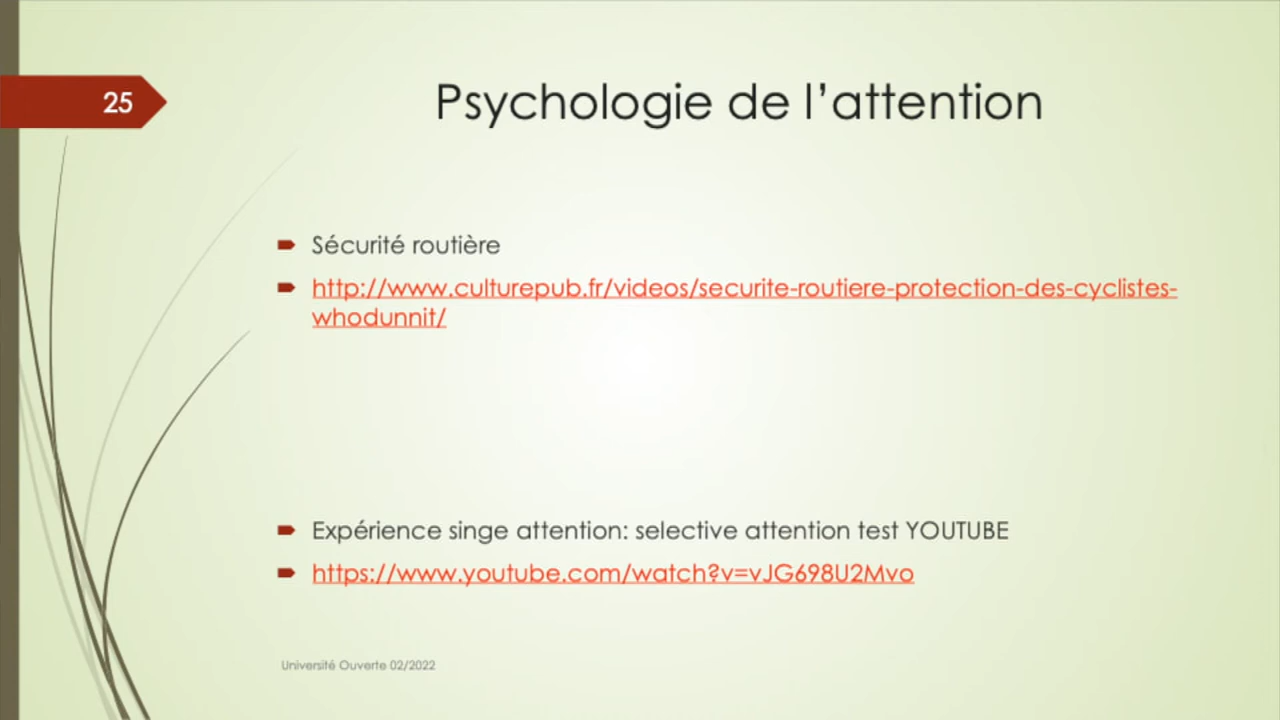 25
Psychologie de l’attention
Sécurité routière
http://www.culturepub.fr/videos/securite-routiere-protection-des-cyclistes-
whodunnit/
Expérience singe attention: selective attention test YOUTUBE
https://www.youtube.com/watch?v=vJG698U2Mvo
Université Ouverte 02/2022